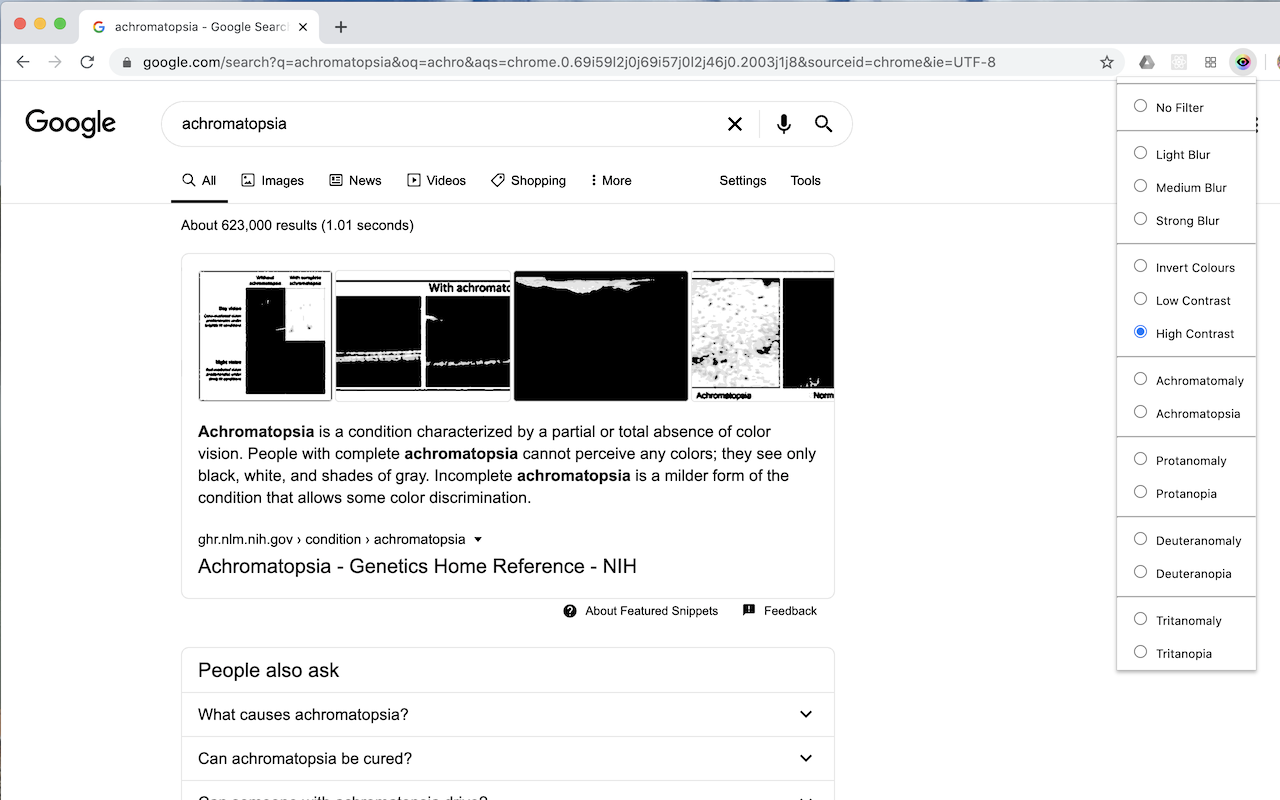 achromatopsia - Google Search
google.com/search?q=achromatopsia&oq=achro&aqs=chrome.0.69i59l2j0j69i57j0l2j46j0.2003j1j8&sourceid=chrome&ie=UTF-8
Google
achromatopsia
All Images News Videos Shopping More Settings Tools
About 623,000 results (1.01 seconds)
Without achromatopsia
With complete achromatopsia
Day vision
Night vision
With achromato
Achromatopsia
Norm
Achromatopsia is a condition characterized by a partial or total absence of color
vision. People with complete achromatopsia cannot perceive any colors; they see only
black, white, and shades of gray. Incomplete achromatopsia is a milder form of the
condition that allows some color discrimination.
ghr.nlm.nih.gov › condition › achromatopsia
Achromatopsia - Genetics Home Reference - NIH
About Featured Snippets Feedback
People also ask
What causes achromatopsia?
Can achromatopsia be cured?
Can someone with achromatopsia drive?
No Filter
Light Blur
Medium Blur
Strong Blur
Invert Colours
Low Contrast
High Contrast
Achromatomaly
Achromatopsia
Protanomaly
Protanopia
Deuteranomaly
Deuteranopia
Tritanomaly
Tritanopia